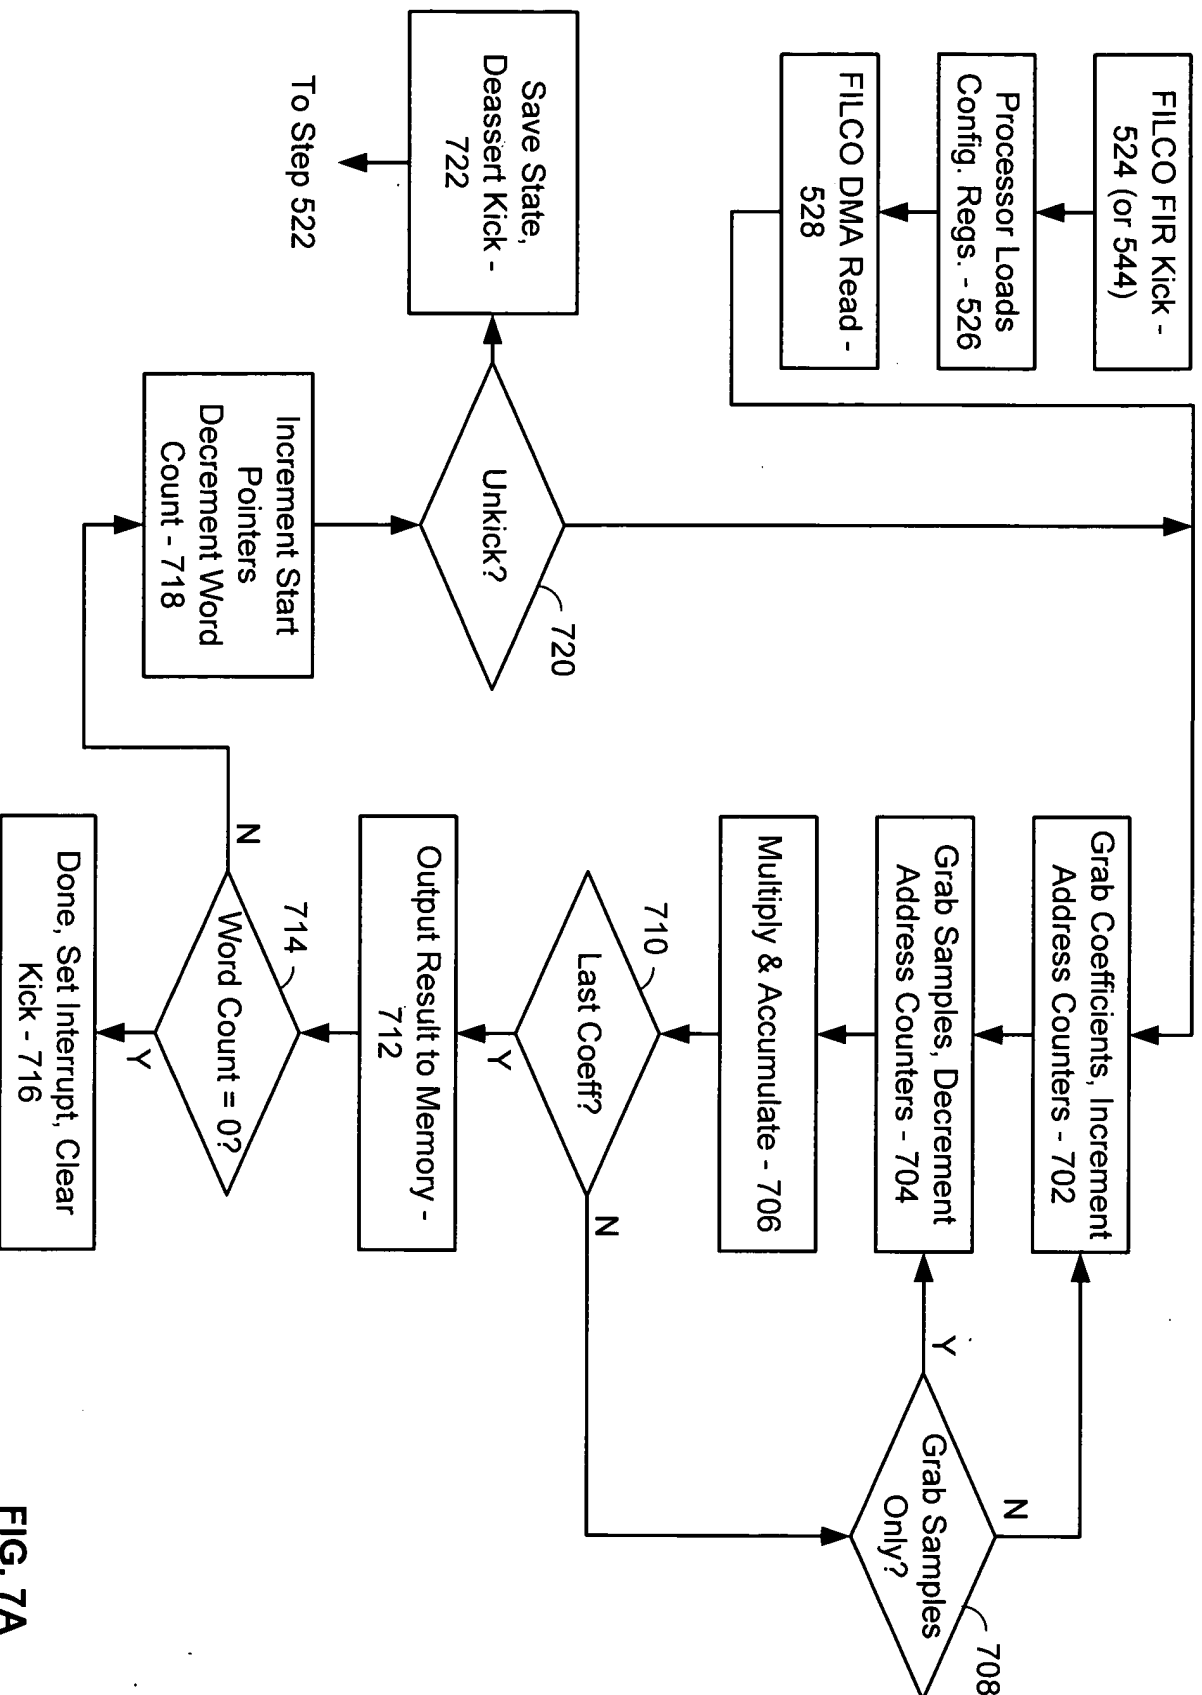 FILCO FIR Kick -
524 (or 544)
Processor Loads
Config. Regs. - 526
FILCO DMA Read -
528
Save State,
Deassert Kick -
722
To Step 522
Unkick?
720
Increment Start
Pointers
Decrement Word
Count - 718
Grab Coefficients, Increment
Address Counters - 702
Grab Samples, Decrement
Address Counters - 704
Multiply & Accumulate - 706
710
Last Coeff?
N
Y
Output Result to Memory -
712
714
Word Count = 0?
N
Y
Done, Set Interrupt, Clear
Kick - 716
N
Y
Grab Samples
Only?
708
FIG. 7A